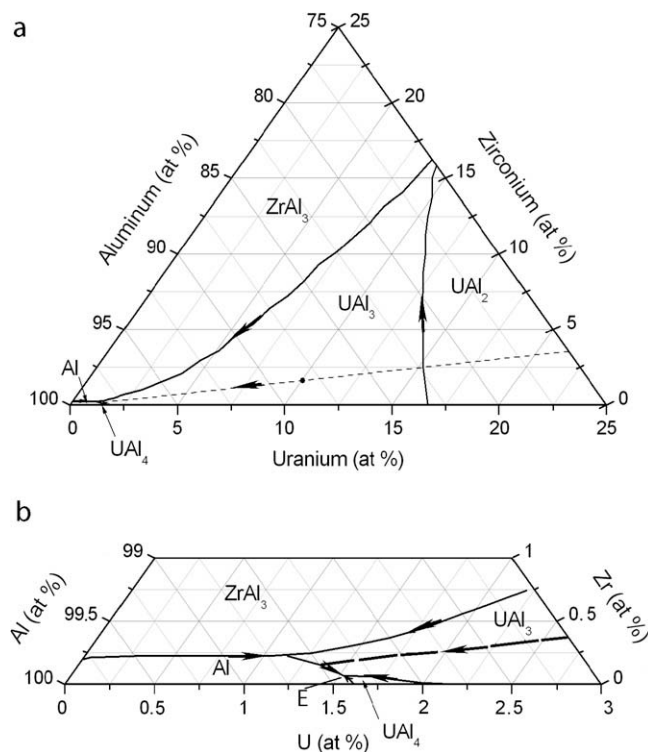 a
75 25
80 20
85 15
90 10
95 5
100 0
0 5 10 15 20 25
Aluminum (at %)
Zirconium (at %)
Uranium (at %)
ZrAl₃
UAl₃
UAl₂
Al
UAl₄
b
99 1
99.5 0.5
100 0
0 0.5 1 1.5 2 2.5 3
Al (at %)
Zr (at %)
U (at %)
ZrAl₃
UAl₃
Al
E
UAl₄